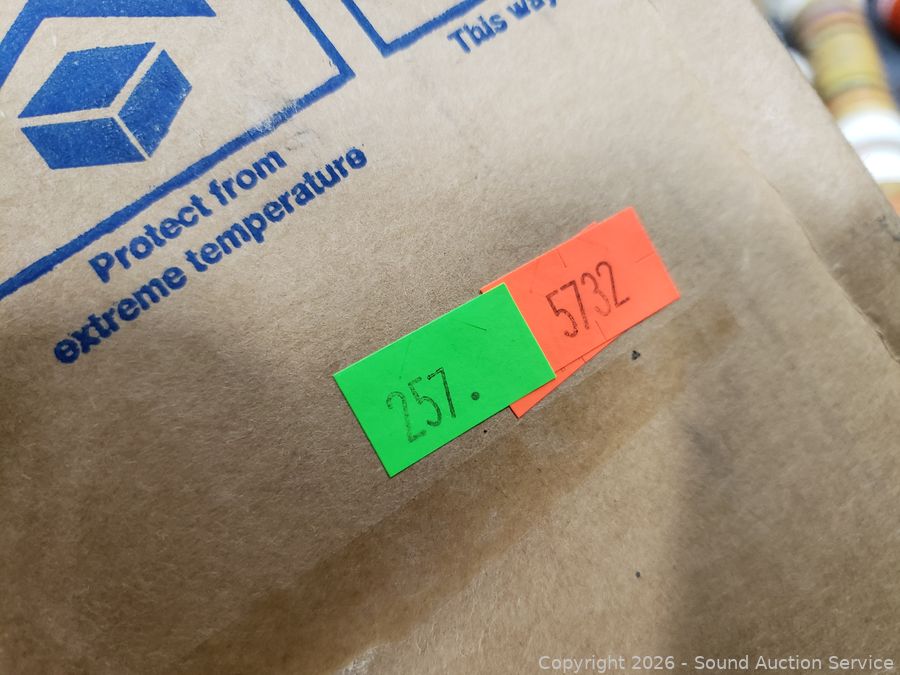 This way
Protect from
extreme temperature
5732
257.
Copyright 2026 - Sound Auction Service